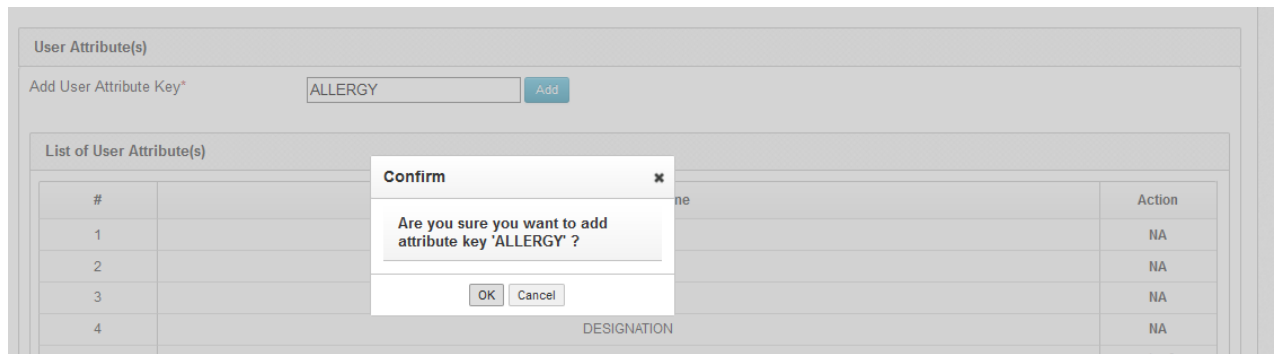 User Attribute(s)
Add User Attribute Key* ALLERGY Add
List of User Attribute(s)
Confirm
# me Action
Are you sure you want to add
attribute key 'ALLERGY' ?
1 NA
2 NA
3 NA
OK Cancel
4 DESIGNATION NA